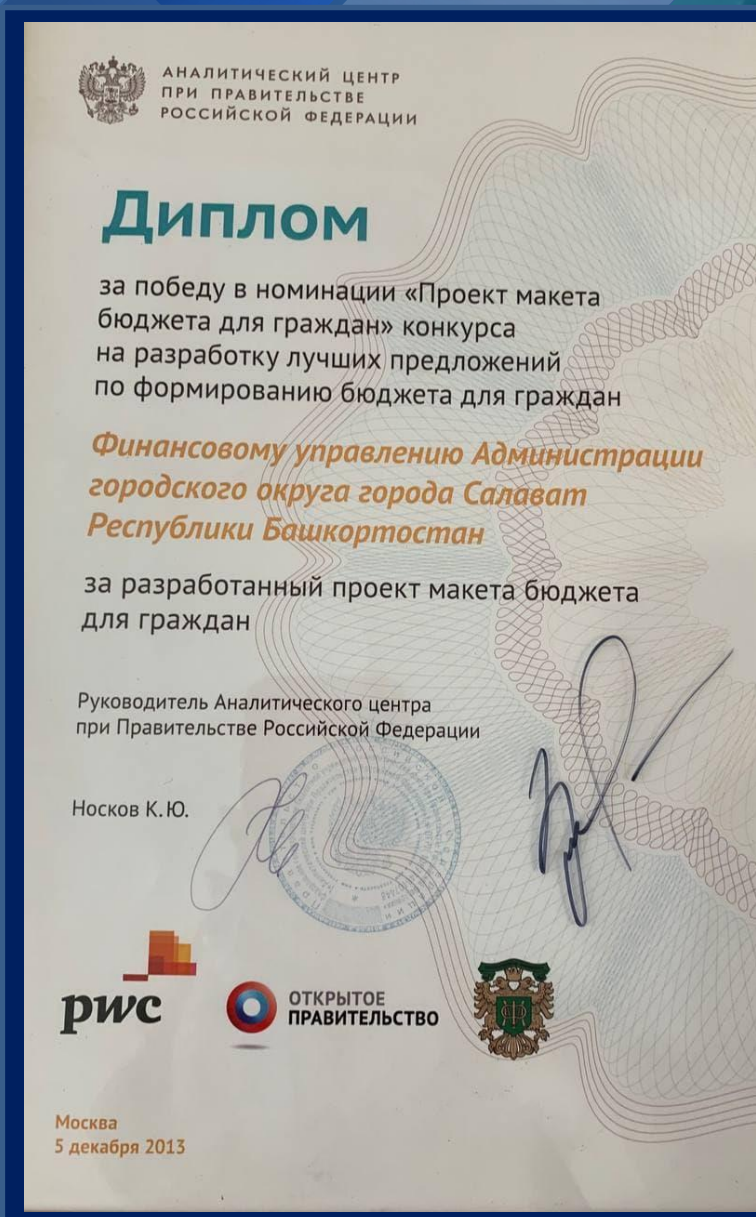 АНАЛИТИЧЕСКИЙ ЦЕНТР
ПРИ ПРАВИТЕЛЬСТВЕ
РОССИЙСКОЙ ФЕДЕРАЦИИ
Диплом
за победу в номинации «Проект макета
бюджета для граждан» конкурса
на разработку лучших предложений
по формированию бюджета для граждан
Финансовому управлению Администрации
городского округа города Салават
Республики Башкортостан
за разработанный проект макета бюджета
для граждан
Руководитель Аналитического центра
при Правительстве Российской Федерации
Носков К.Ю.
pwc
ОТКРЫТОЕ
ПРАВИТЕЛЬСТВО
Москва
5 декабря 2013